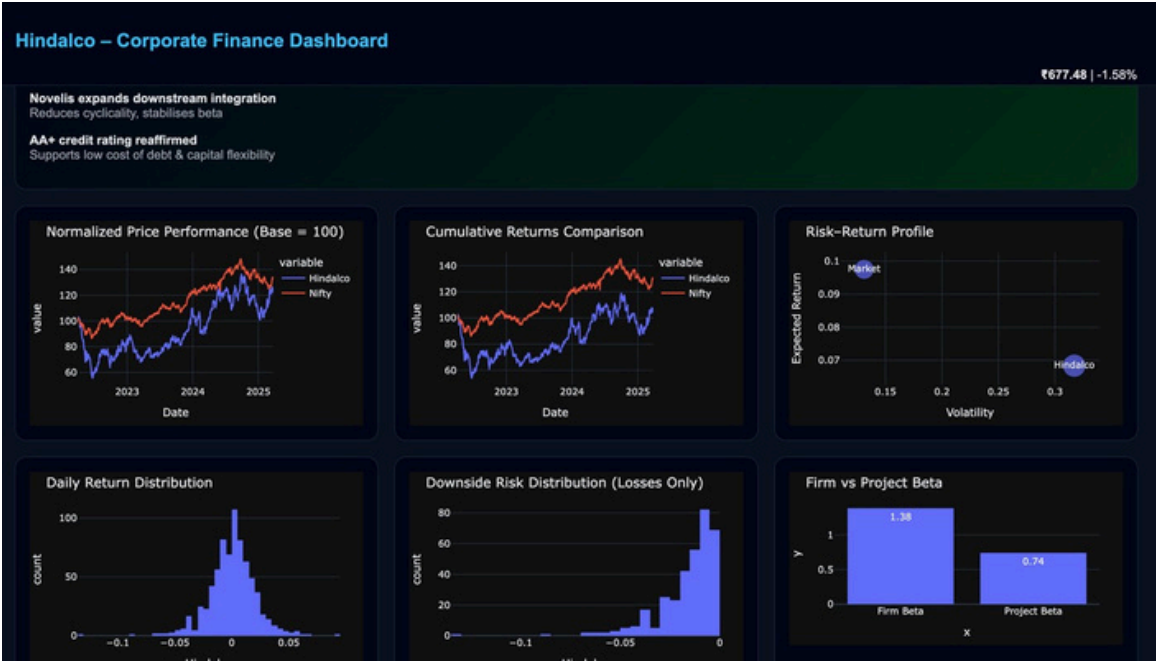 Hindalco – Corporate Finance Dashboard
₹677.48 | -1.58%
Novelis expands downstream integration
Reduces cyclicality, stabilises beta
AA+ credit rating reaffirmed
Supports low cost of debt & capital flexibility
Normalized Price Performance (Base = 100)
variable
Hindalco
Nifty
value
140
120
100
80
60
2023
2024
2025
Date
Cumulative Returns Comparison
variable
Hindalco
Nifty
value
140
120
100
80
60
2023
2024
2025
Date
Risk–Return Profile
Expected Return
0.1
0.09
0.08
0.07
Market
Hindalco
0.15
0.2
0.25
0.3
Volatility
Daily Return Distribution
count
100
50
0
−0.1
−0.05
0
0.05
Downside Risk Distribution (Losses Only)
count
80
60
40
20
0
−0.1
−0.05
0
Firm vs Project Beta
y
1
0.5
0
1.38
0.74
Firm Beta
Project Beta
x